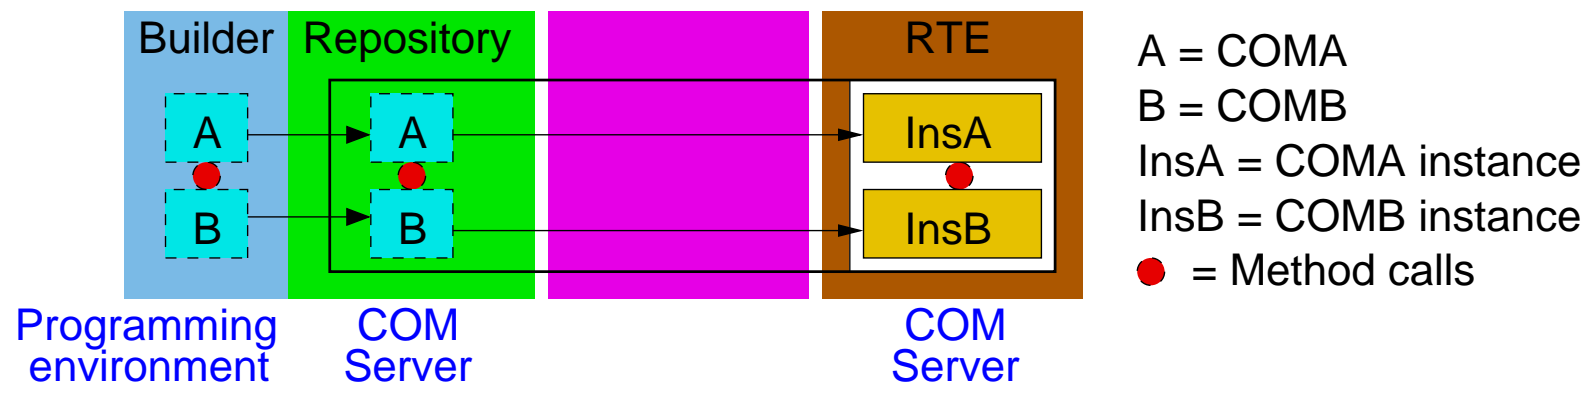 Builder
Repository
RTE
A
A
InsA
B
B
InsB
Programming
environment
COM
Server
COM
Server
A = COMA
B = COMB
InsA = COMA instance
InsB = COMB instance
= Method calls